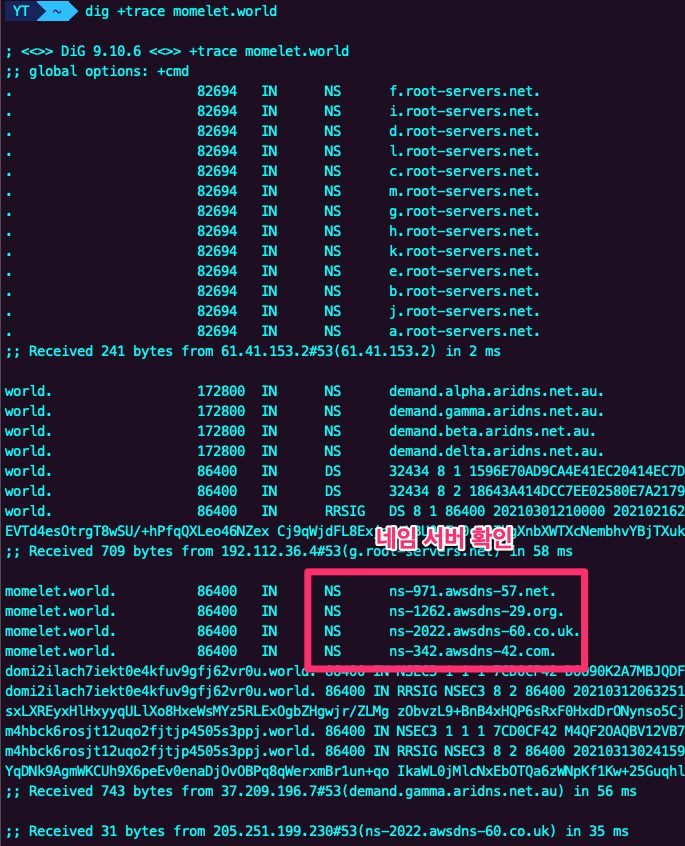 YT ~ dig +trace momelet.world
; <<>> DiG 9.10.6 <<>> +trace momelet.world
;; global options: +cmd
. 82694 IN NS f.root-servers.net.
. 82694 IN NS i.root-servers.net.
. 82694 IN NS d.root-servers.net.
. 82694 IN NS l.root-servers.net.
. 82694 IN NS c.root-servers.net.
. 82694 IN NS m.root-servers.net.
. 82694 IN NS g.root-servers.net.
. 82694 IN NS h.root-servers.net.
. 82694 IN NS k.root-servers.net.
. 82694 IN NS e.root-servers.net.
. 82694 IN NS b.root-servers.net.
. 82694 IN NS j.root-servers.net.
. 82694 IN NS a.root-servers.net.
;; Received 241 bytes from 61.41.153.2#53(61.41.153.2) in 2 ms
world. 172800 IN NS demand.alpha.aridns.net.au.
world. 172800 IN NS demand.gamma.aridns.net.au.
world. 172800 IN NS demand.beta.aridns.net.au.
world. 172800 IN NS demand.delta.aridns.net.au.
world. 86400 IN DS 32434 8 1 1596E70AD9CA4E41EC20414EC7D
world. 86400 IN DS 32434 8 2 18643A414DCC7EE02580E7A2179
world. 86400 IN RRSIG DS 8 1 86400 20210301210000 202102162
EVTd4esOtrgT8wSU/+hPfqQXLeo46NZex
네임 서버 확인
;; Received 709 bytes from 192.112.36.4#53(g.root-servers.net) in 58 ms
momelet.world. 86400 IN NS ns-971.awsdns-57.net.
momelet.world. 86400 IN NS ns-1262.awsdns-29.org.
momelet.world. 86400 IN NS ns-2022.awsdns-60.co.uk.
momelet.world. 86400 IN NS ns-342.awsdns-42.com.
domi2ilach7iekt0e4kfuv9gfj62vr0u.world. 86400 IN NSEC3 1 1 1 7CD0CF42
domi2ilach7iekt0e4kfuv9gfj62vr0u.world. 86400 IN RRSIG NSEC3 8 2 86400 20210312063251
sxLXREyxHlHxyyqULlXo8HxeWsMYz5RLExOgbZHgwjr/ZLMg zObvzL9+BnB4xHQP6sRxF0HxdDrONynso5Cj
m4hbck6rosjt12uqo2fjtjp4505s3ppj.world. 86400 IN NSEC3 1 1 1 7CD0CF42 M4QF2OAQBV12VB7
m4hbck6rosjt12uqo2fjtjp4505s3ppj.world. 86400 IN RRSIG NSEC3 8 2 86400 20210313024159
YqDNk9AgmWKCUh9X6peEv0enaDjOvOBPq8qWerxmBr1un+qo IkaWL0jMlcNxEbOTQa6zWNpKf1Kw+25Guqhl
;; Received 743 bytes from 37.209.196.7#53(demand.gamma.aridns.net.au) in 56 ms
;; Received 31 bytes from 205.251.199.230#53(ns-2022.awsdns-60.co.uk) in 35 ms